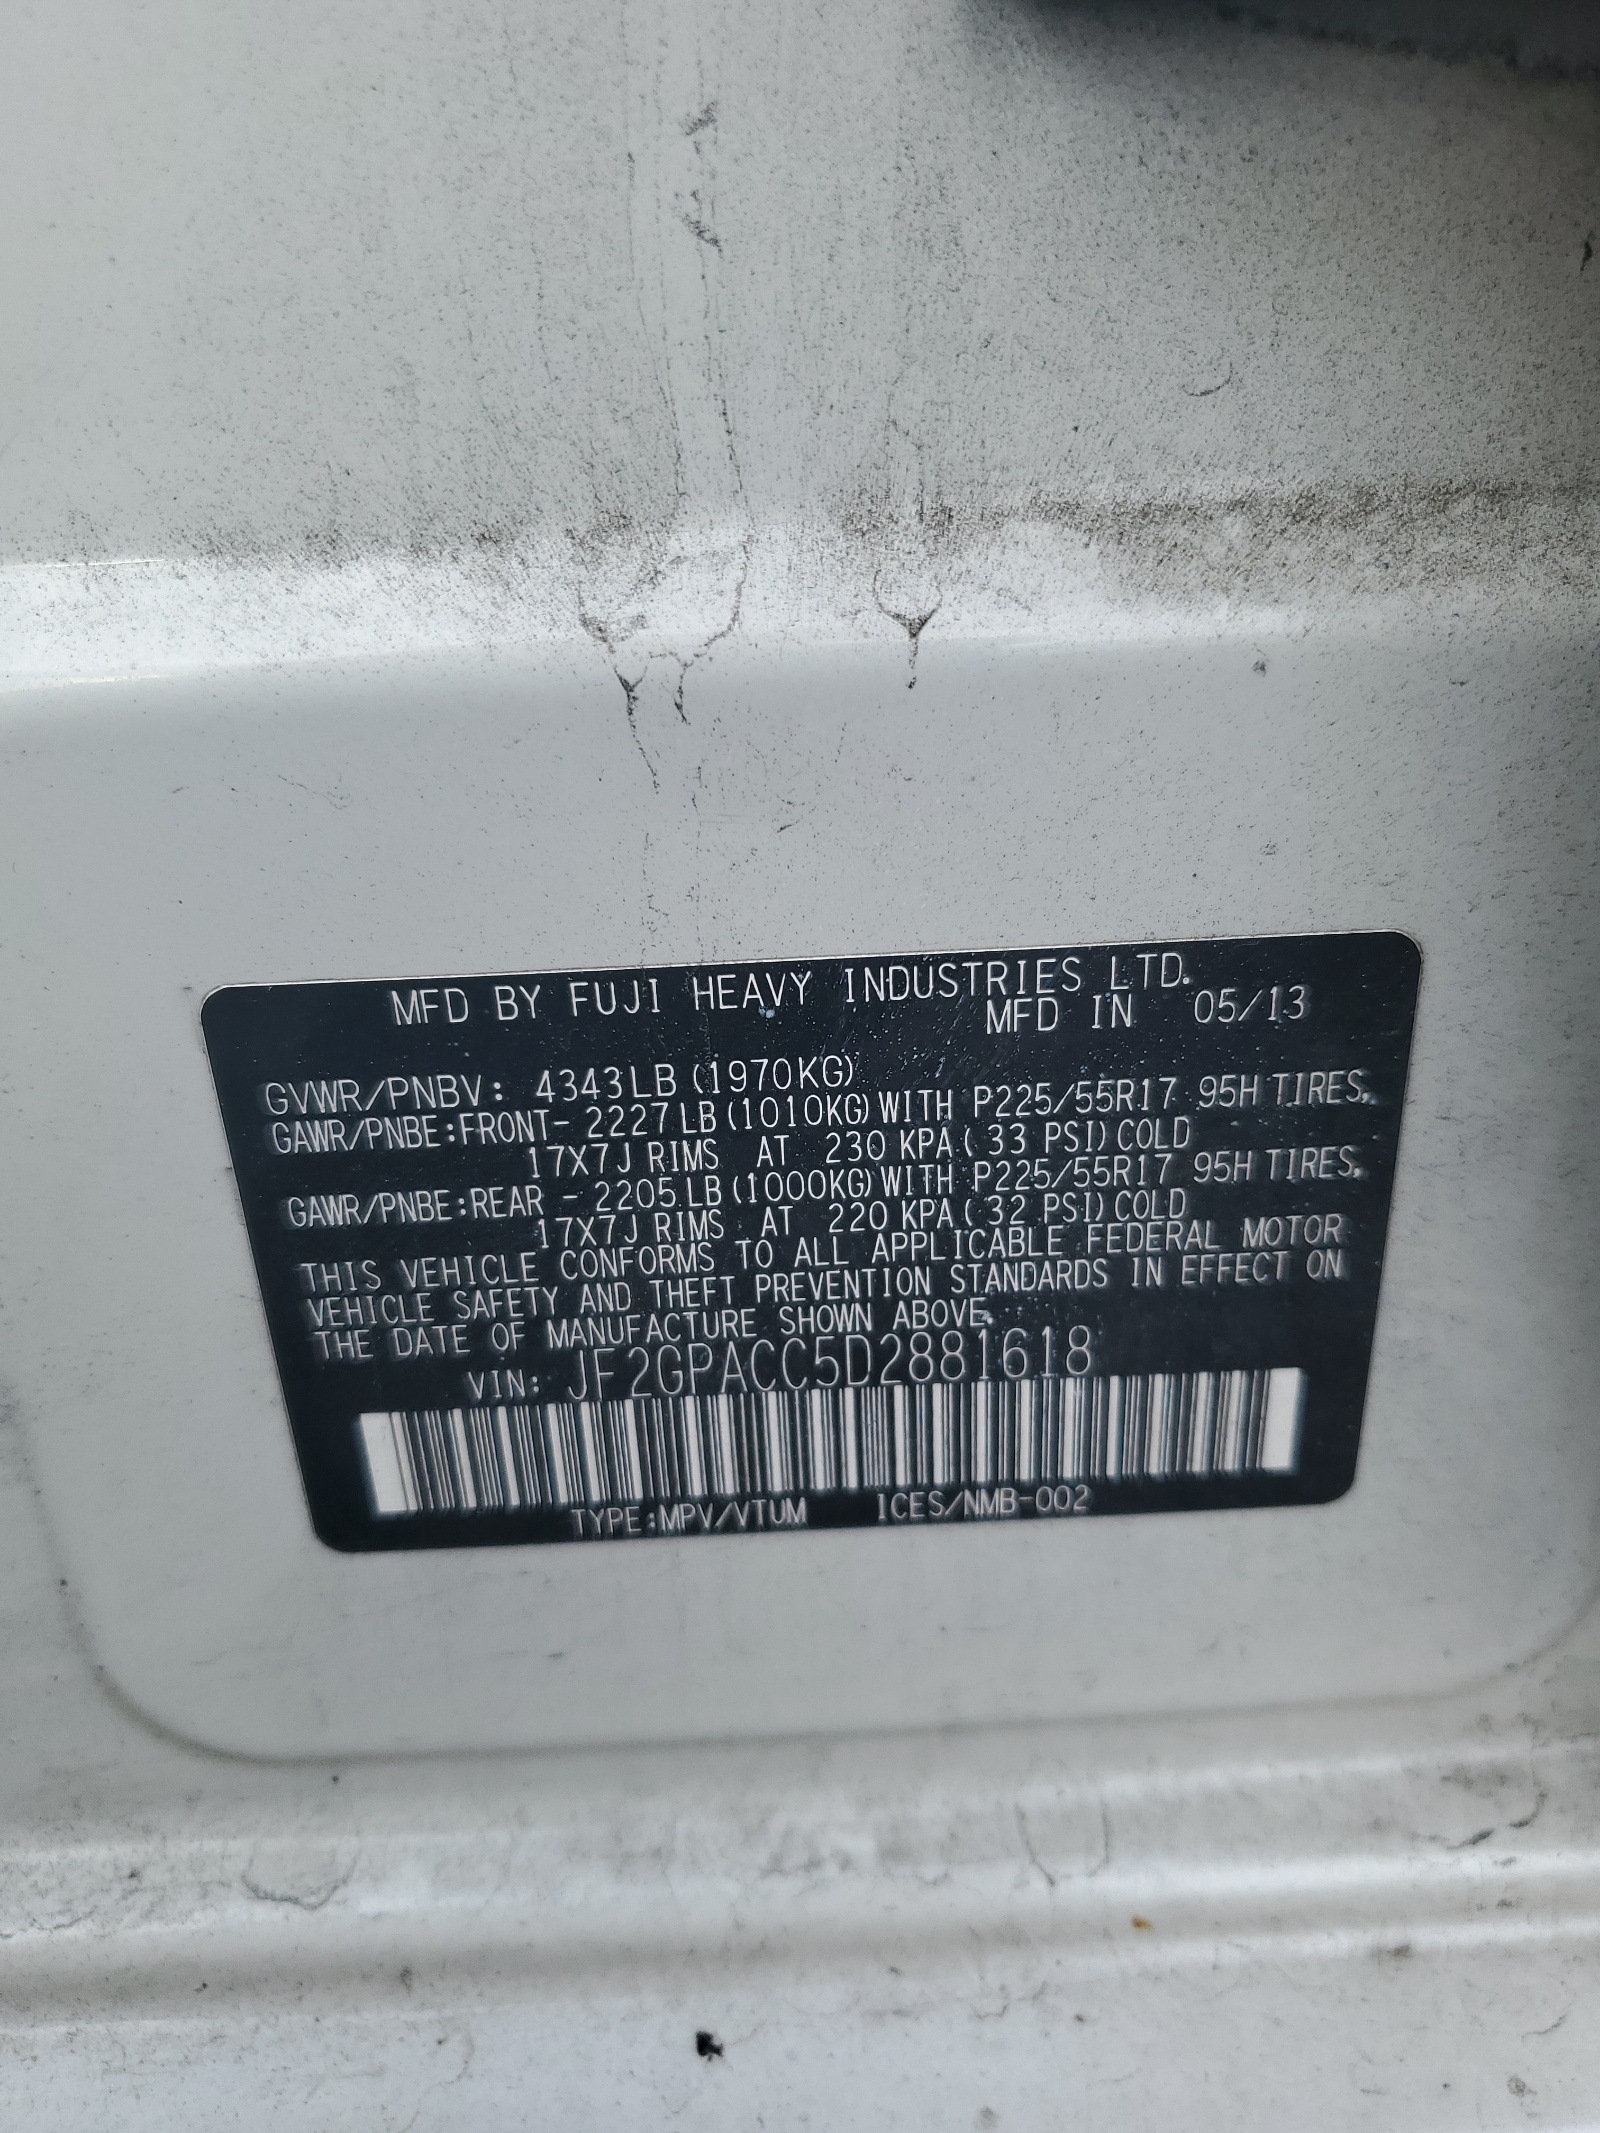 MFD BY FUJI HEAVY INDUSTRIES LTD.
MFD IN 05/13
GVWR/PNBV: 4343LB (1970KG)
GAWR/PNBE:FRONT- 2227LB(1010KG)WITH P225/55R17 95H TIRES,
17X7J RIMS AT 230 KPA( 33 PSI)COLD
GAWR/PNBE:REAR - 2205LB(1000KG)WITH P225/55R17 95H TIRES,
17X7J RIMS AT 220 KPA( 32 PSI)COLD
THIS VEHICLE CONFORMS TO ALL APPLICABLE FEDERAL MOTOR
VEHICLE SAFETY AND THEFT PREVENTION STANDARDS IN EFFECT ON
THE DATE OF MANUFACTURE SHOWN ABOVE.
VIN: JF2GPACC5D2881618
TYPE:MPV/VTUM ICES/NMB-002